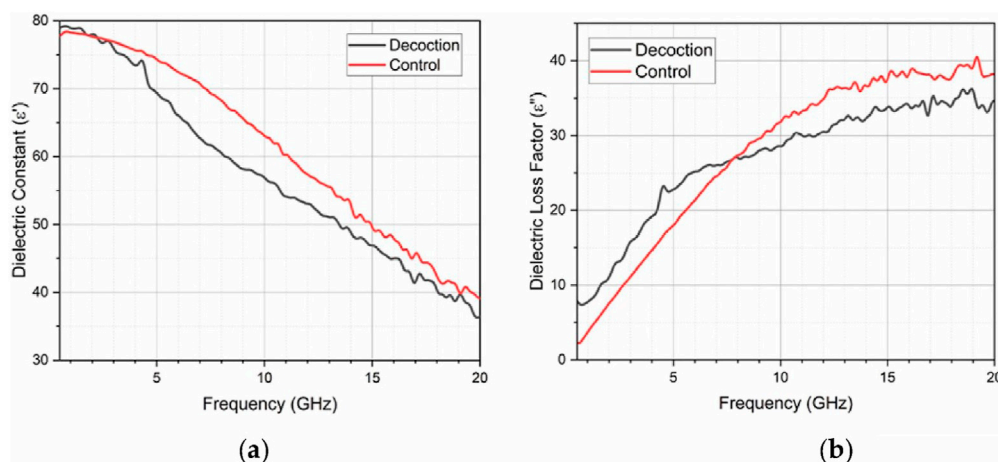 80
70
60
50
40
30
Dielectric Constant (ε')
Decoction
Control
5
10
15
20
Frequency (GHz)
(a)
40
30
20
10
0
Dielectric Loss Factor (ε")
Decoction
Control
5
10
15
20
Frequency (GHz)
(b)